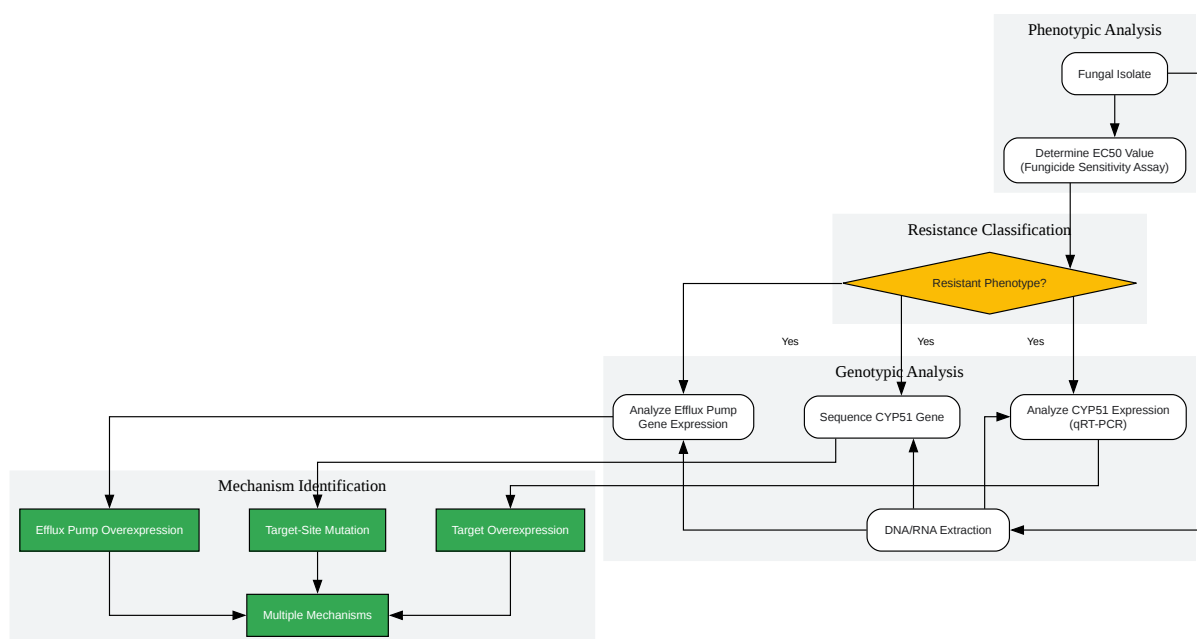 Phenotypic Analysis
Fungal Isolate
Determine EC50 Value
(Fungicide Sensitivity Assay)
Resistance Classification
Resistant Phenotype?
Yes
Yes
Yes
Genotypic Analysis
Analyze Efflux Pump
Gene Expression
Sequence CYP51 Gene
Analyze CYP51 Expression
(qRT-PCR)
Mechanism Identification
Efflux Pump Overexpression
Target-Site Mutation
Target Overexpression
DNA/RNA Extraction
Multiple Mechanisms